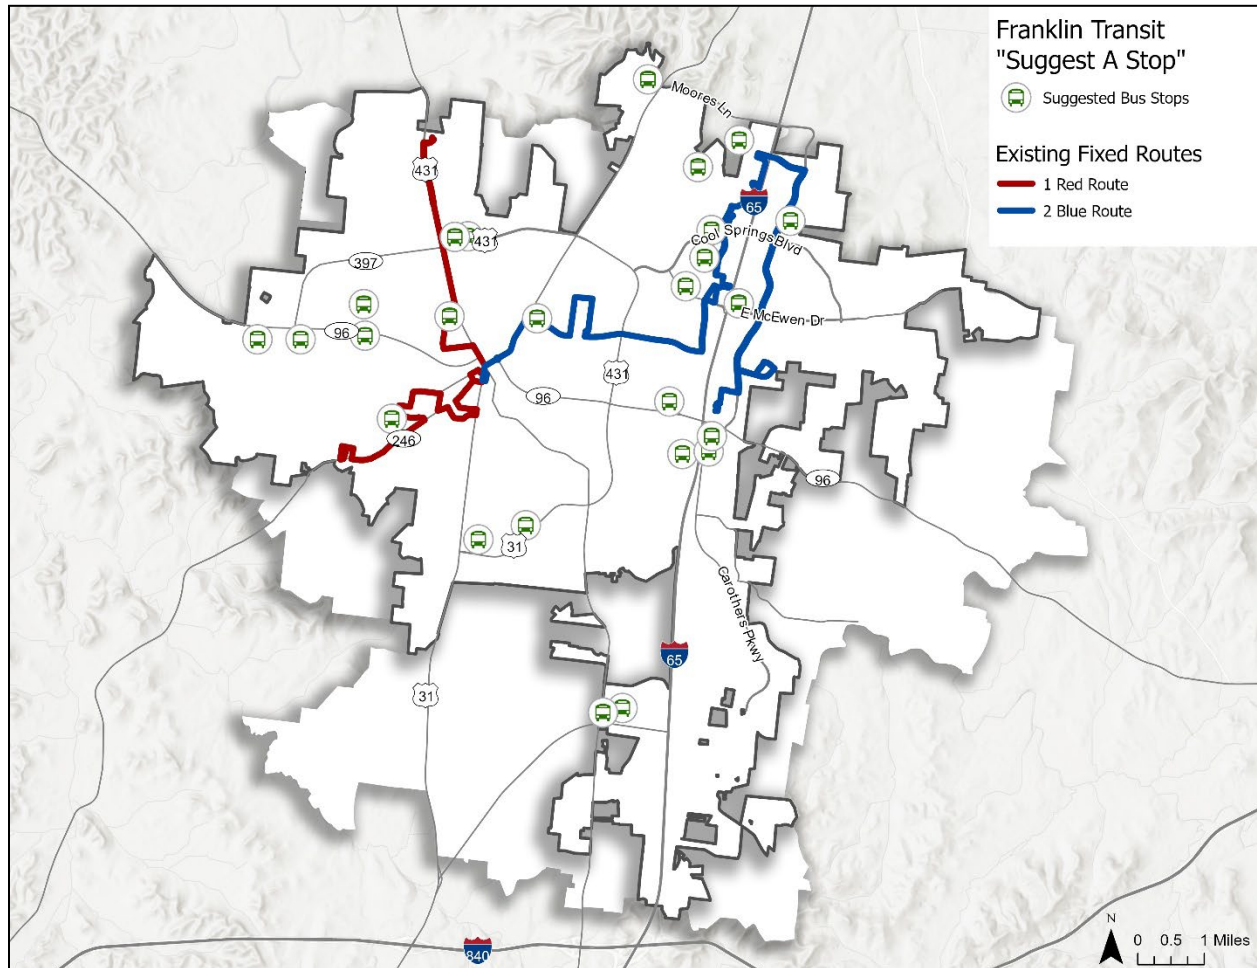 Franklin Transit
"Suggest A Stop"
Suggested Bus Stops
Existing Fixed Routes
1 Red Route
2 Blue Route
Moores Ln
431
65
431
Cool Springs Blvd
397
E McEwen Dr
96
431
96
246
96
31
Carothers Pkwy
65
31
840
N
0 0.5 1 Miles